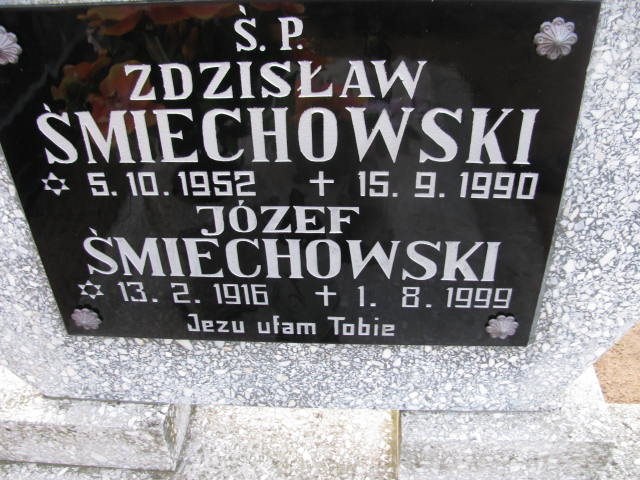 Ś. P.
ZDZISŁAW
ŚMIECHOWSKI
✡ 5. 10. 1952 + 15. 9. 1990
JÓZEF
ŚMIECHOWSKI
✡ 13. 2. 1916 + 1. 8. 1999
Jezu ufam Tobie